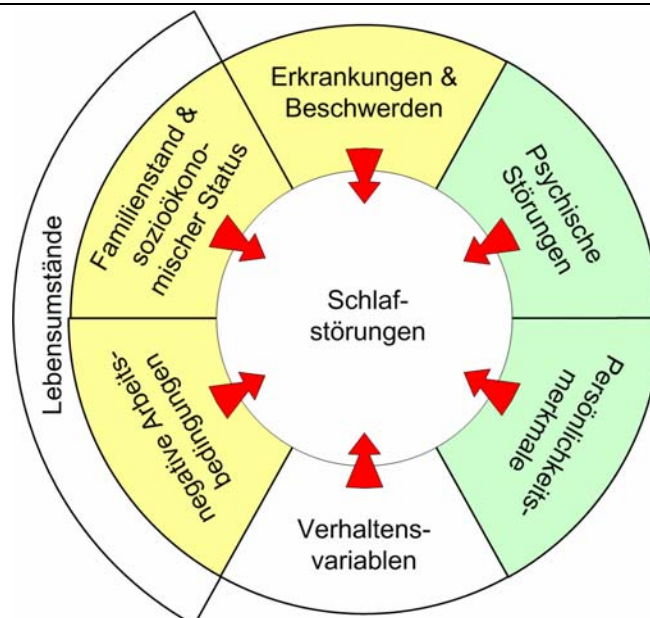 Erkrankungen &
Beschwerden
Psychische
Störungen
Persönlichkeits-
merkmale
Verhaltens-
variablen
negative Arbeits-
bedingungen
Familienstand &
sozioökono-
mischer Status
Lebensumstände
Schlaf-
störungen